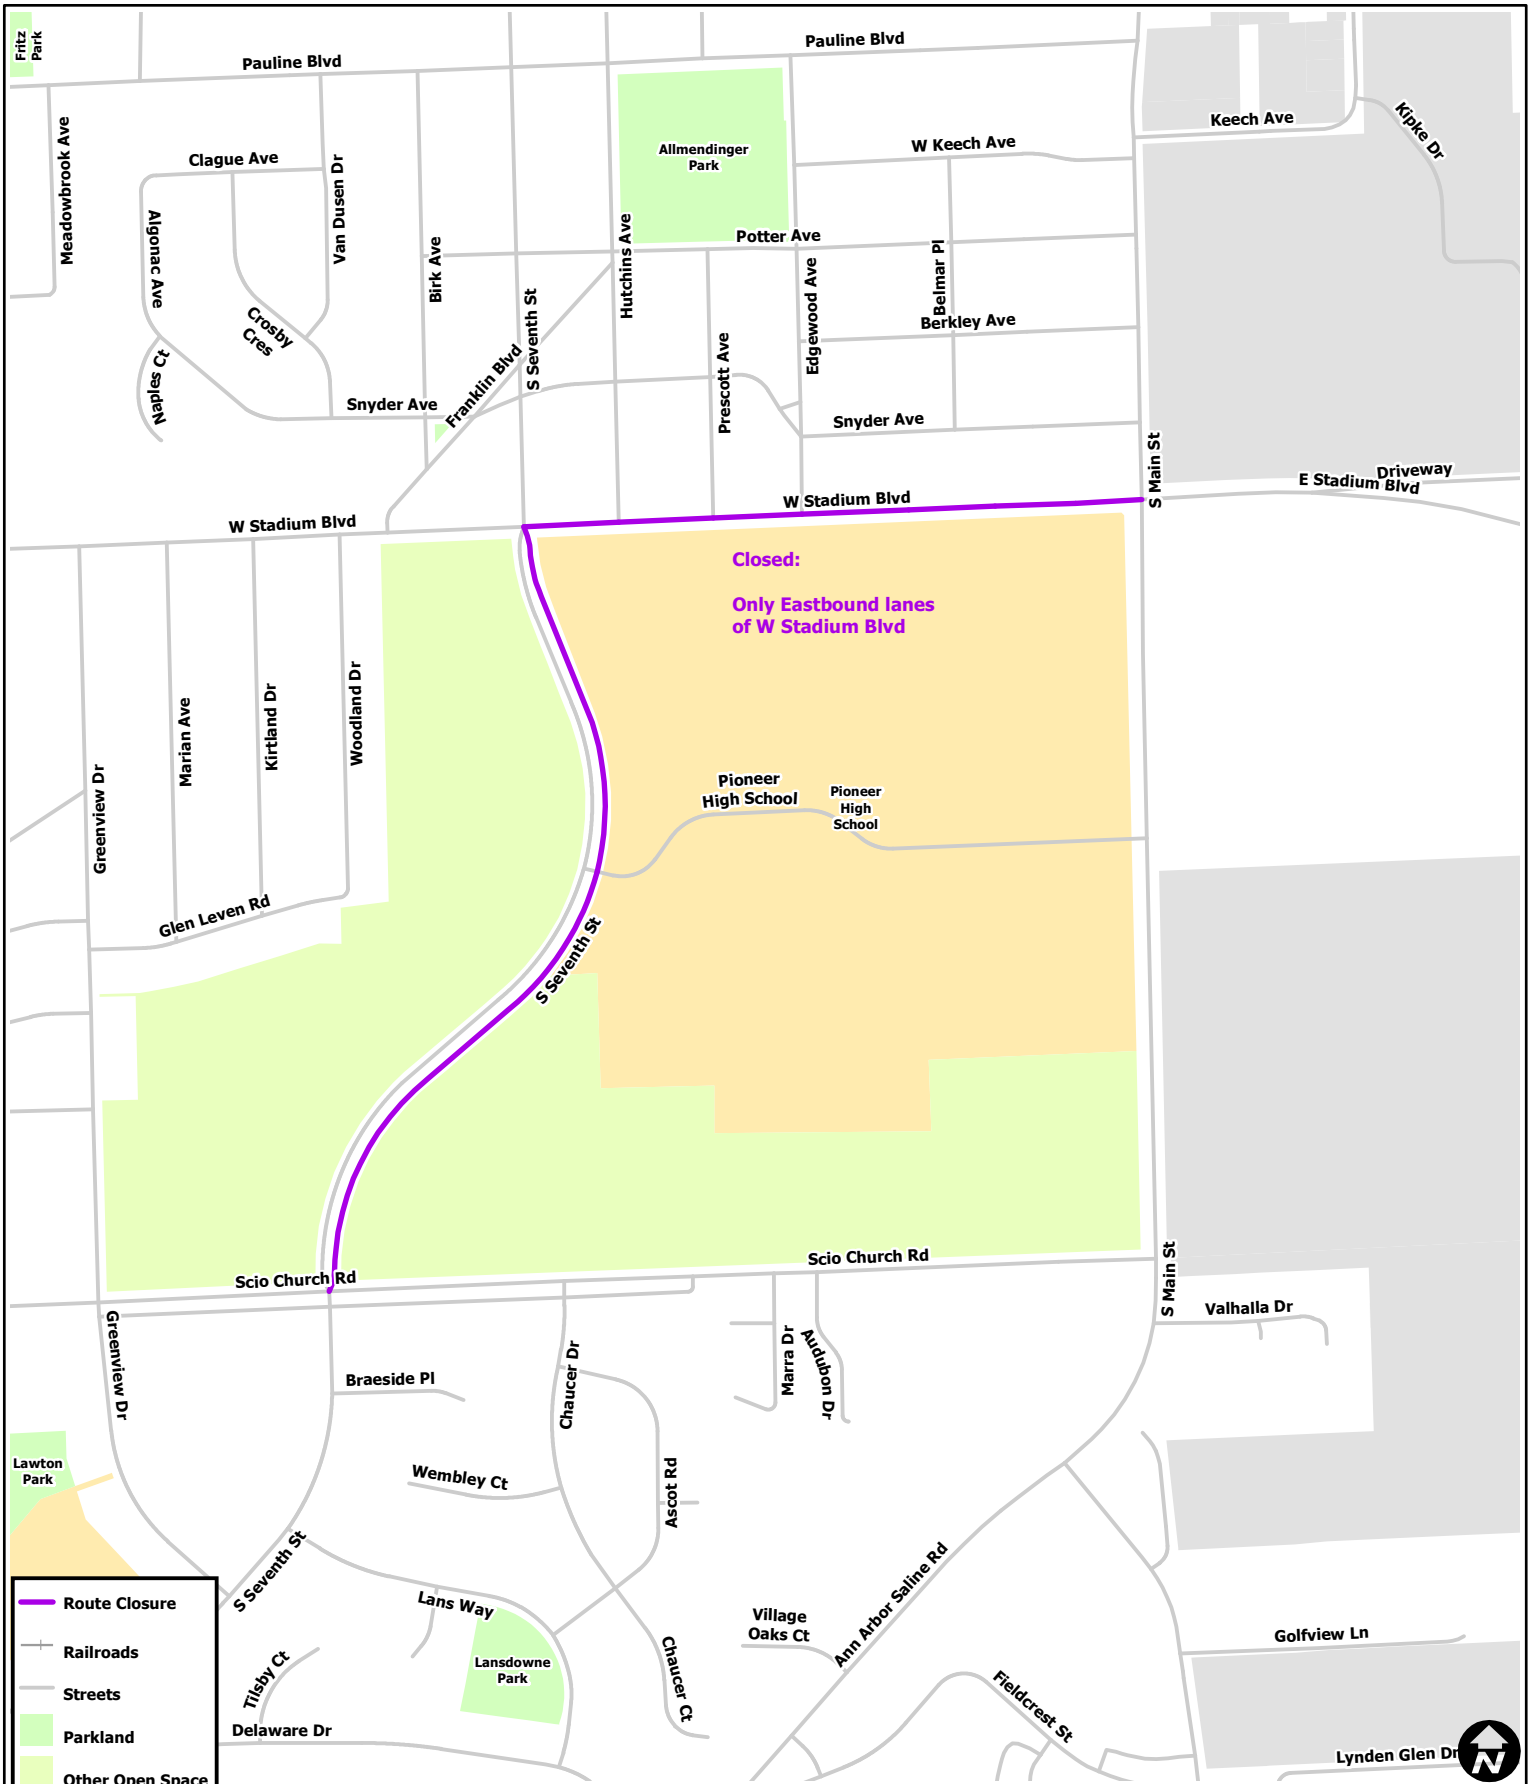 Fritz
Park
Pauline Blvd
Pauline Blvd
Keech Ave
Kipke Dr
Meadowbrook Ave
Clague Ave
Van Dusen Dr
Allmendinger
Park
W Keech Ave
Algonac Ave
Birk Ave
Hutchins Ave
Potter Ave
Belmar Pl
Crosby
Cres
S Seventh St
Edgewood Ave
Berkley Ave
Naples Ct
Franklin Blvd
Prescott Ave
Snyder Ave
Snyder Ave
S Main St
Driveway
E Stadium Blvd
W Stadium Blvd
W Stadium Blvd
Closed:
Only Eastbound lanes
of W Stadium Blvd
Greenview Dr
Marian Ave
Kirtland Dr
Woodland Dr
Pioneer
High School
Pioneer
High
School
Glen Leven Rd
S Seventh St
Scio Church Rd
Scio Church Rd
S Main St
Valhalla Dr
Greenview Dr
Braeside Pl
Chaucer Dr
Marra Dr
Audubon Dr
Lawton
Park
Wembley Ct
Ascot Rd
S Seventh St
Lans Way
Ann Arbor Saline Rd
Village
Oaks Ct
Golfview Ln
Lansdowne
Park
Chaucer Ct
Tilsby Ct
Fieldcrest St
Delaware Dr
Lynden Glen Dr
Route Closure
Railroads
Streets
Parkland
Other Open Space
N